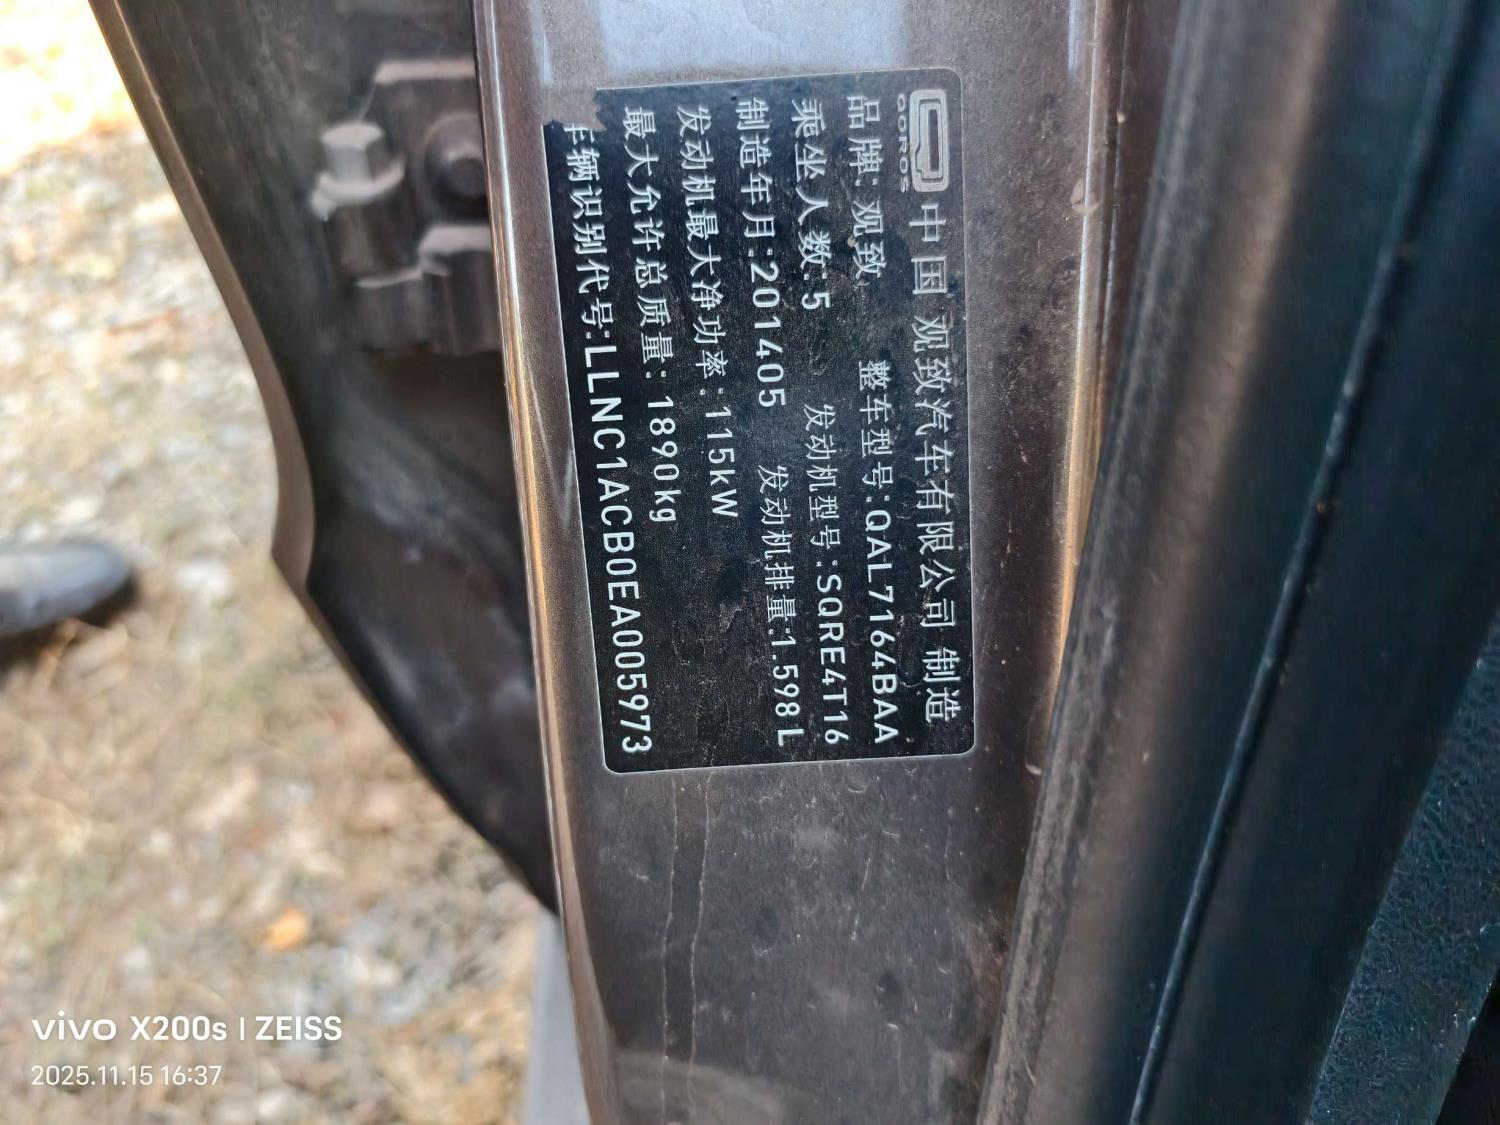 QOROS 中国 观致汽车有限公司 制造
品牌:观致 整车型号:QAL7164BAA
乘坐人数:5 发动机型号:SQRE4T16
制造年月:201405 发动机排量:1.598L
发动机最大净功率:115kW
最大允许总质量:1890kg
车辆识别代号:LLNC1ACB0EA005973
vivo X200s | ZEISS
2025.11.15 16:37